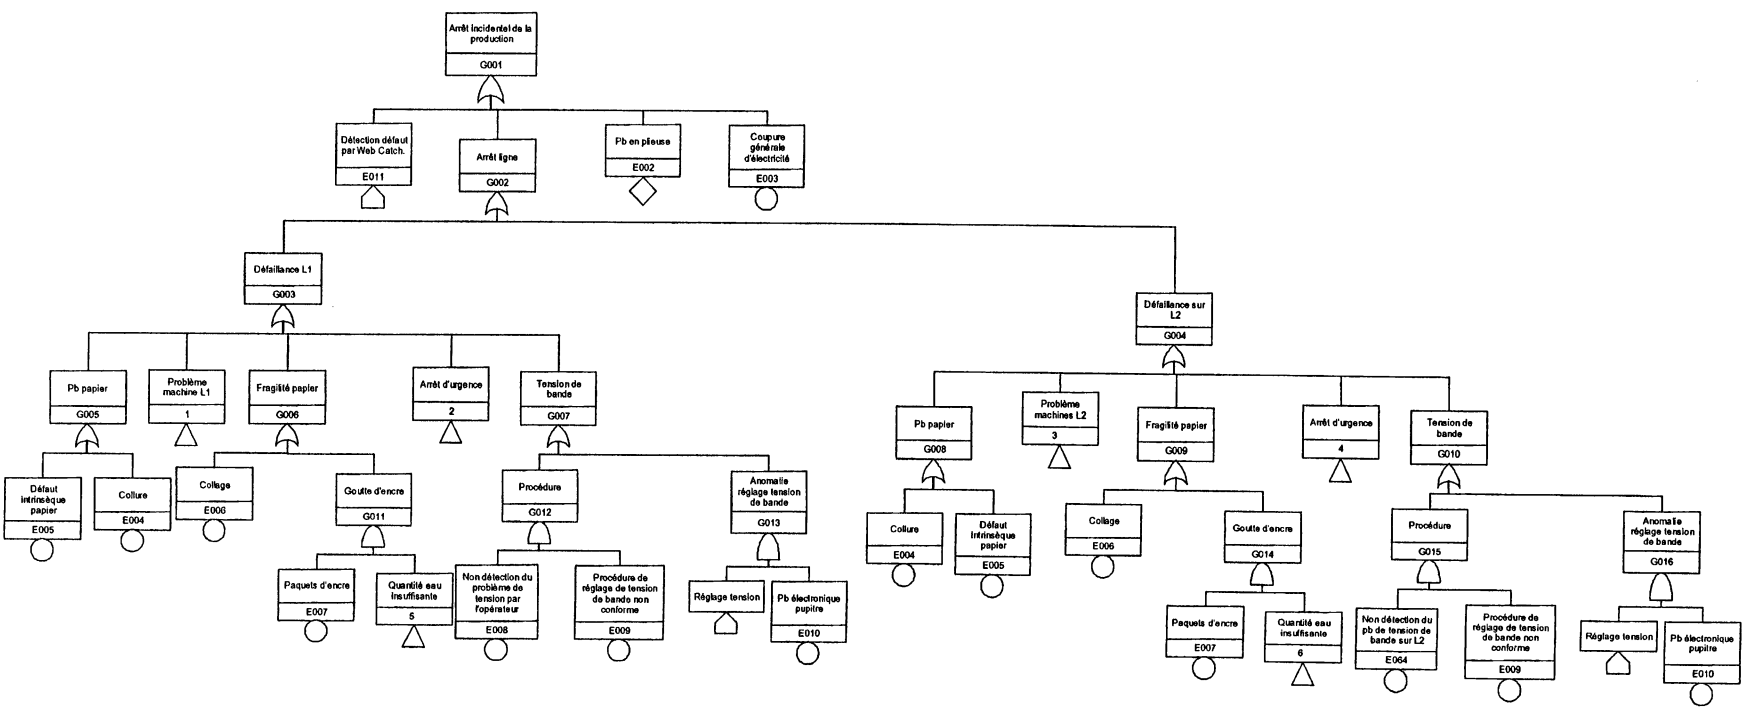 Arrêt incidentel de la
production
G001
Détection défaut
par Web Catch.
E011
Arrêt ligne
G002
Pb en plieuse
E002
Coupure
générale
d'électricité
E003
Défaillance L1
G003
Défaillance sur
L2
G004
Pb papier
G005
Problème
machine L1
1
Fragilité papier
G006
Arrêt d'urgence
2
Tension de
bande
G007
Pb papier
G008
Problème
machines L2
3
Fragilité papier
G009
Arrêt d'urgence
4
Tension de
bande
G010
Défaut
intrinsèque
papier
E005
Collure
E004
Collage
E006
Goutte d'encre
G011
Procédure
G012
Anomalie
réglage tension
de bande
G013
Collure
E004
Défaut
intrinsèque
papier
E005
Collage
E006
Goutte d'encre
G014
Procédure
G015
Anomalie
réglage tension
de bande
G016
Paquets d'encre
E007
Quantité eau
insuffisante
5
Non détection du
problème de
tension par
l'opérateur
E008
Procédure de
réglage de tension
de bande non
conforme
E009
Réglage tension
Pb électronique
pupitre
E010
Paquets d'encre
E007
Quantité eau
insuffisante
6
Non détection du
pb de tension de
bande sur L2
E064
Procédure de
réglage de tension
de bande non
conforme
E009
Réglage tension
Pb électronique
pupitre
E010